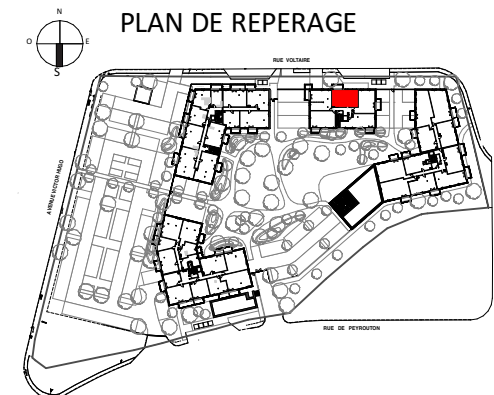 PLAN DE REPERAGE
N
O E
S
RUE VOLTAIRE
AVENUE VICTOR HUGO
RUE DE PEYROUTON